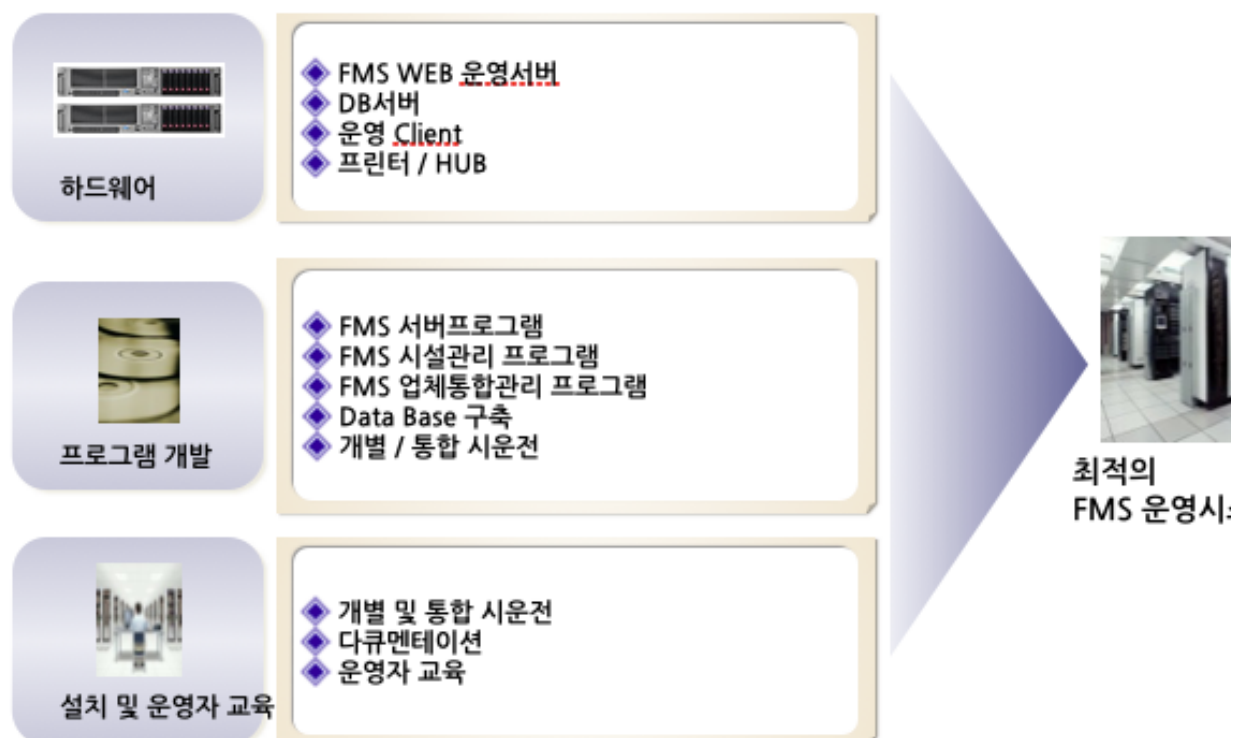 하드웨어
FMS WEB 운영서버
DB서버
운영 Client
프린터 / HUB
프로그램 개발
FMS 서버프로그램
FMS 시설관리 프로그램
FMS 업체통합관리 프로그램
Data Base 구축
개별 / 통합 시운전
설치 및 운영자 교육
개별 및 통합 시운전
다큐멘테이션
운영자 교육
최적의
FMS